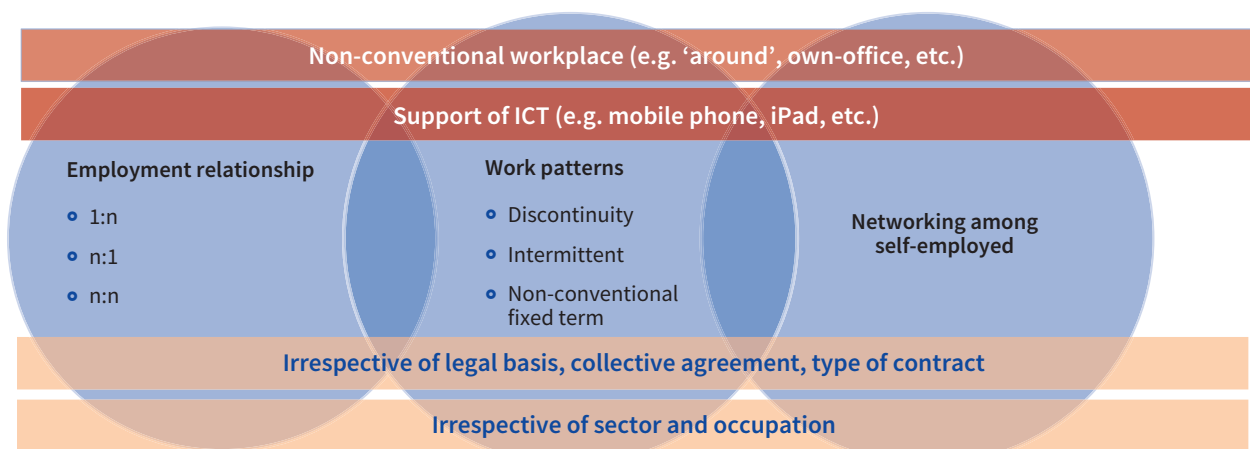 Non-conventional workplace (e.g. ‘around’, own-office, etc.)
Support of ICT (e.g. mobile phone, iPad, etc.)
Employment relationship
1:n
n:1
n:n
Work patterns
Discontinuity
Intermittent
Non-conventional
fixed term
Networking among
self-employed
Irrespective of legal basis, collective agreement, type of contract
Irrespective of sector and occupation